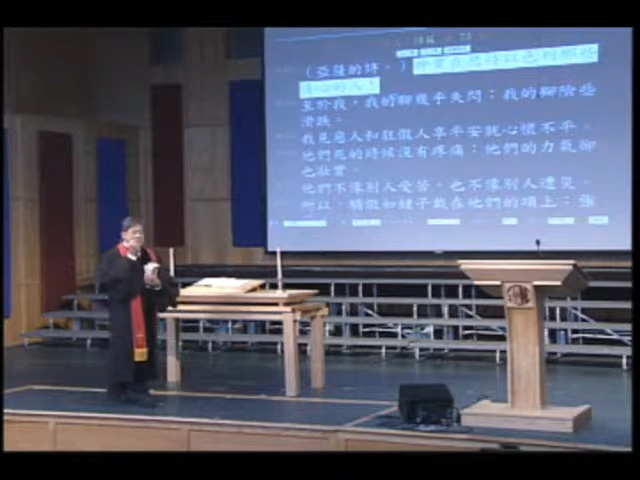 （亞薩的詩。）神實在恩待以色列那些
清心的人！
至於我，我的腳幾乎失閃；我的腳險些
滑跌。
我見惡人和狂傲人享平安就心懷不平。
他們死的時候沒有疼痛；他們的力氣卻
也壯實。
他們不像別人受苦，也不像別人遭災。
所以，驕傲如鏈子戴在他們的項上；強